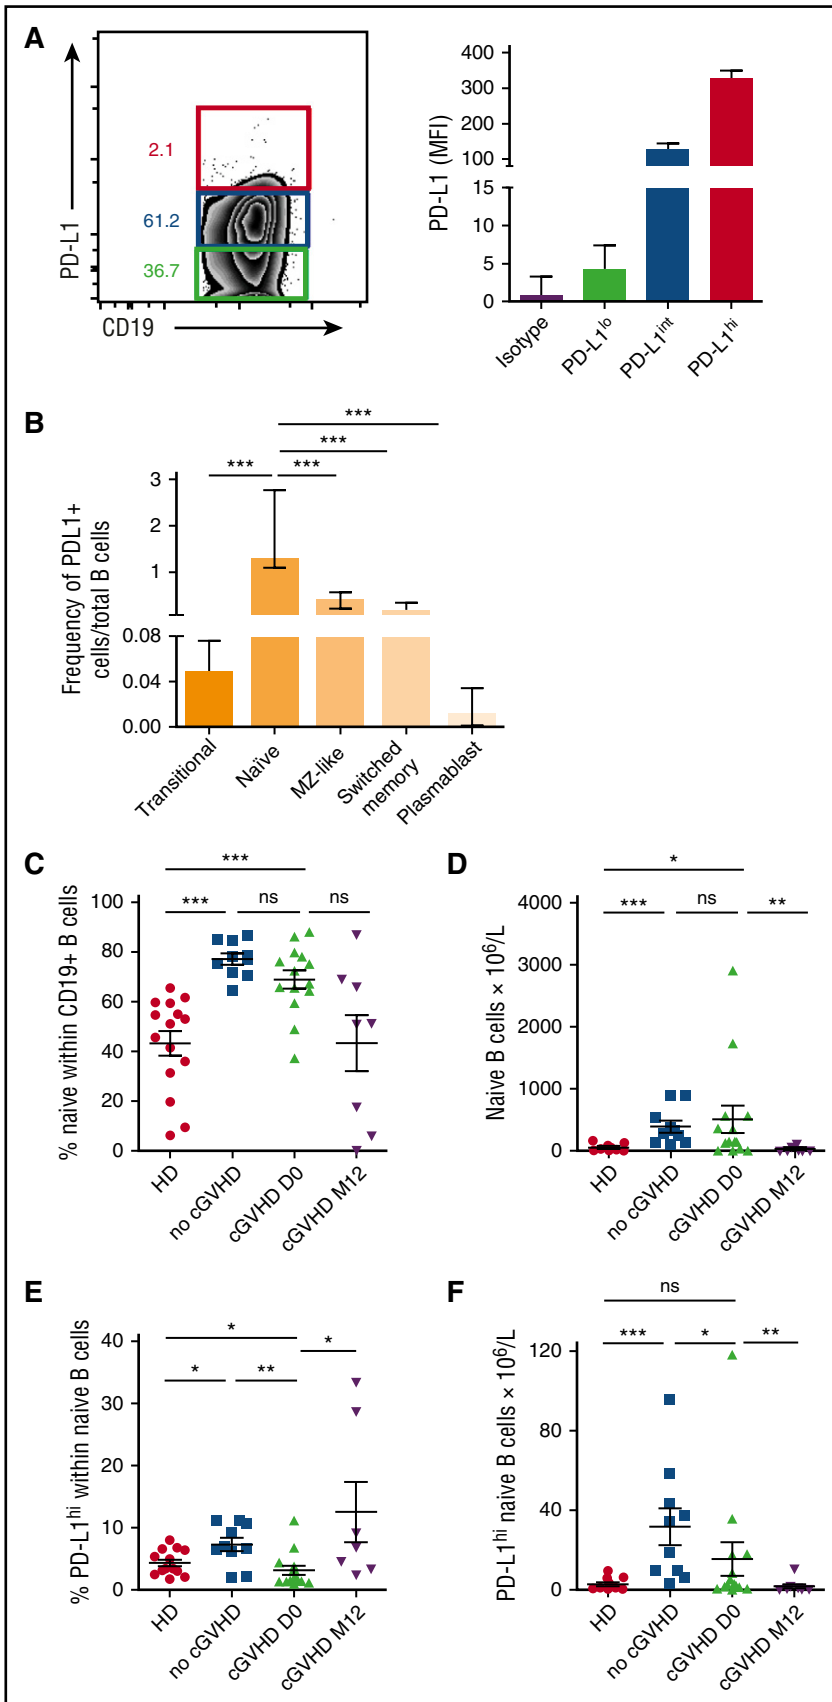 A
PD-L1
2.1
61.2
36.7
CD19
PD-L1 (MFI)
400
300
200
100
15
10
5
0
Isotype
PD-L1lo
PD-L1int
PD-L1hi
B
***
***
*** ***
Frequency of PDL1+
cells/total B cells
3
2
1
0.08
0.04
0.00
Transitional
Naïve
MZ-like
Switched
memory
Plasmablast
C
***
*** ns ns
% naive within CD19+ B cells
100
80
60
40
20
0
HD
no cGVHD
cGVHD D0
cGVHD M12
D
*
*** ns **
Naive B cells × 10⁶/L
4000
3000
2000
1000
0
HD
no cGVHD
cGVHD D0
cGVHD M12
E
*
*
* **
% PD-L1hi within naive B cells
40
20
10
0
HD
no cGVHD
cGVHD D0
cGVHD M12
F
ns
*** * **
PD-L1hi naive B cells × 10⁶/L
120
80
40
0
HD
no cGVHD
cGVHD D0
cGVHD M12